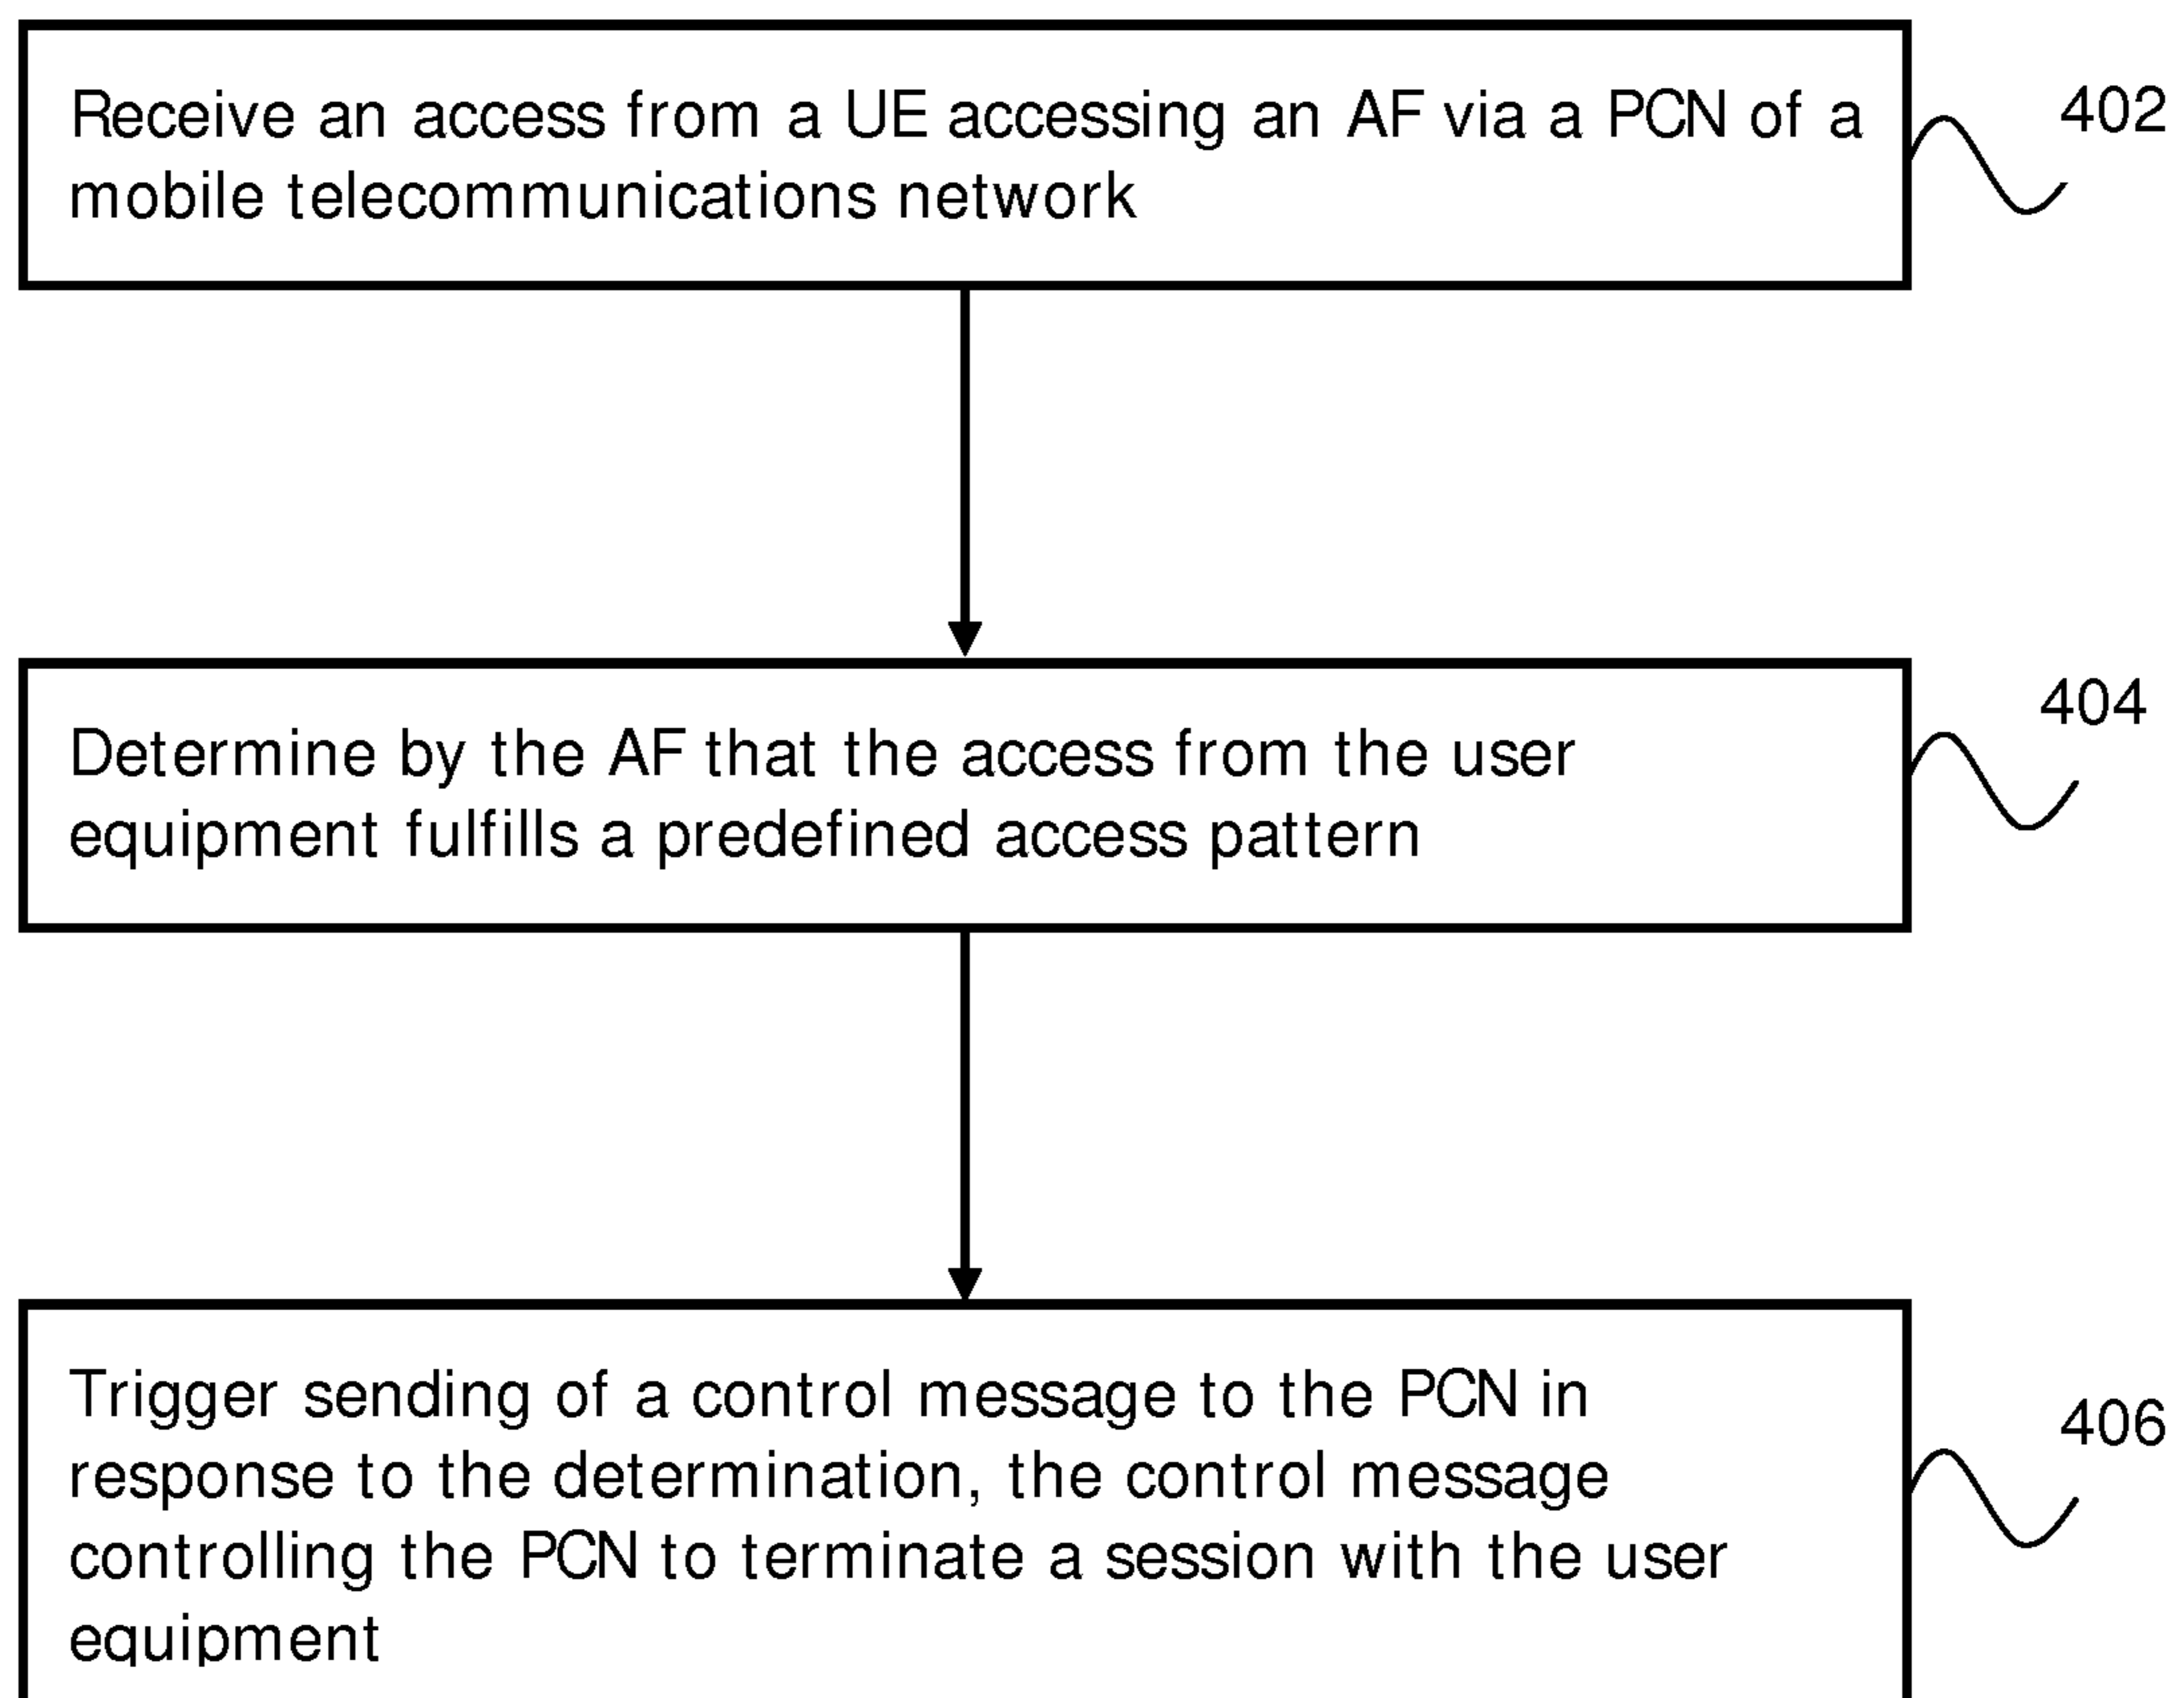 Receive an access from a UE accessing an AF via a PCN of a
mobile telecommunications network
402
Determine by the AF that the access from the user
equipment fulfills a predefined access pattern
404
Trigger sending of a control message to the PCN in
response to the determination, the control message
controlling the PCN to terminate a session with the user
equipment
406